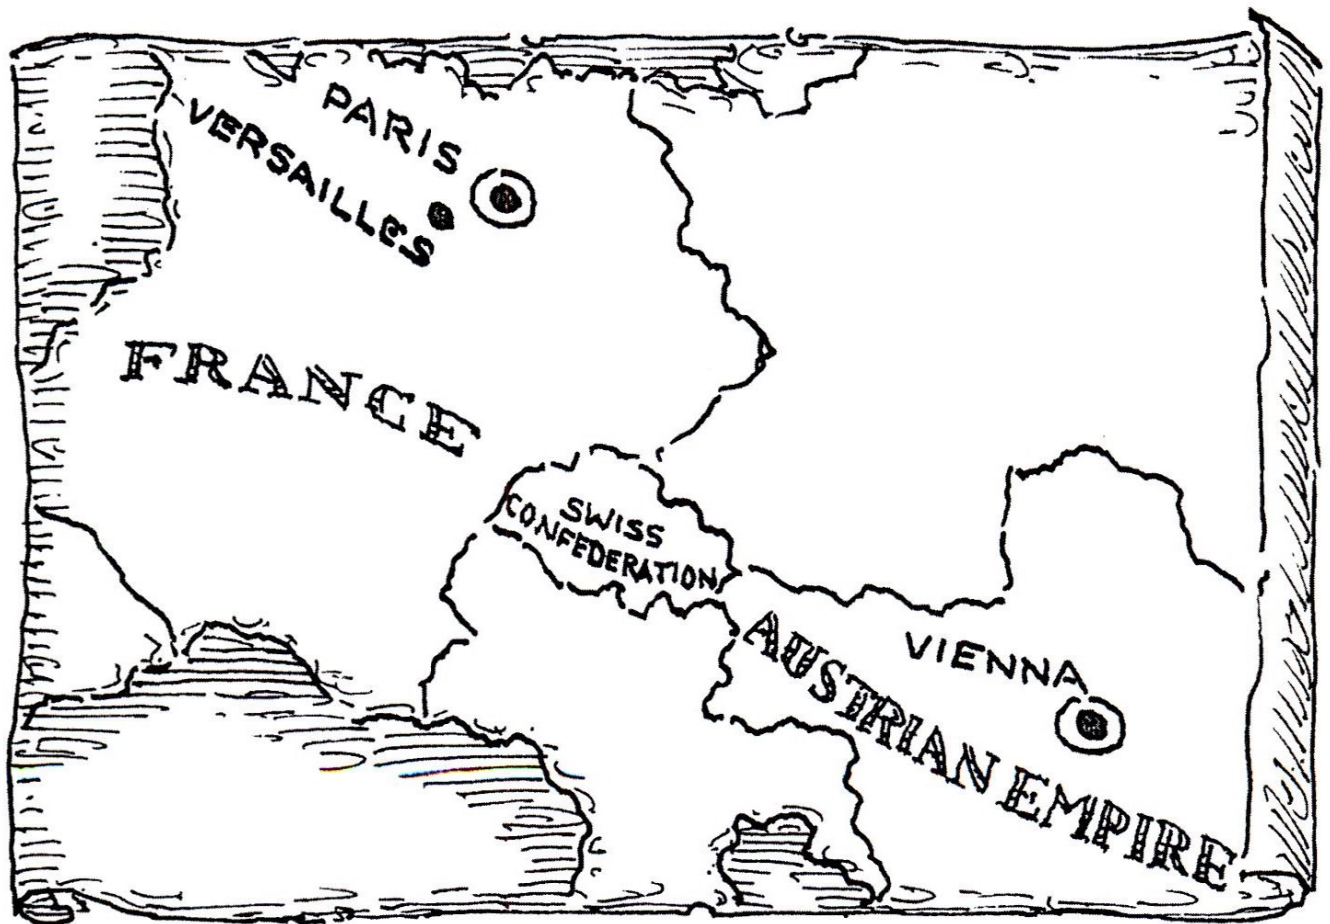 PARIS
VERSAILLES
FRANCE
SWISS
CONFEDERATION
VIENNA
AUSTRIAN EMPIRE